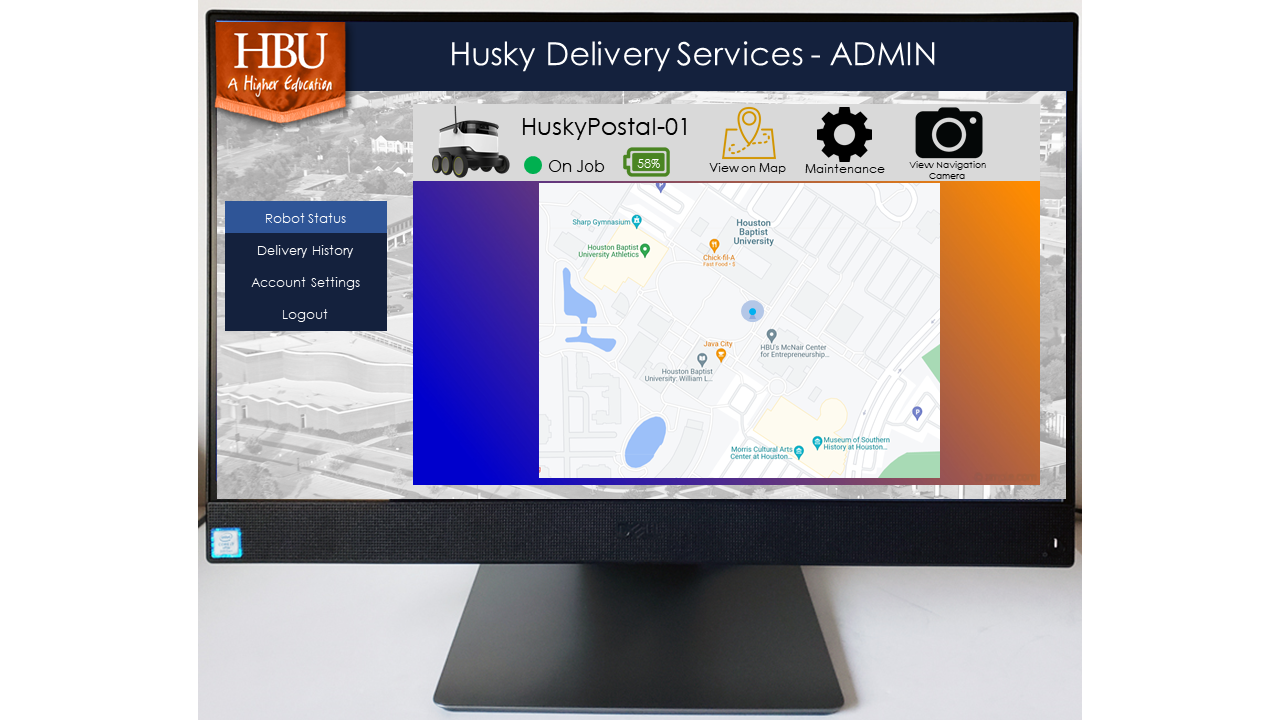 HBU
A Higher Education
Husky Delivery Services - ADMIN
HuskyPostal-01
On Job
58%
View on Map
Maintenance
View Navigation
Camera
Robot Status
Delivery History
Account Settings
Logout
P
Sharp Gymnasium
Houston
Baptist
University
Houston Baptist
University Athletics
Chick-fil-A
Fast Food • $
Java City
HBU's McNair Center
for Entrepreneurship...
Houston Baptist
University: William L...
P
Museum of Southern
History at Houston...
Morris Cultural Arts
Center at Houston...